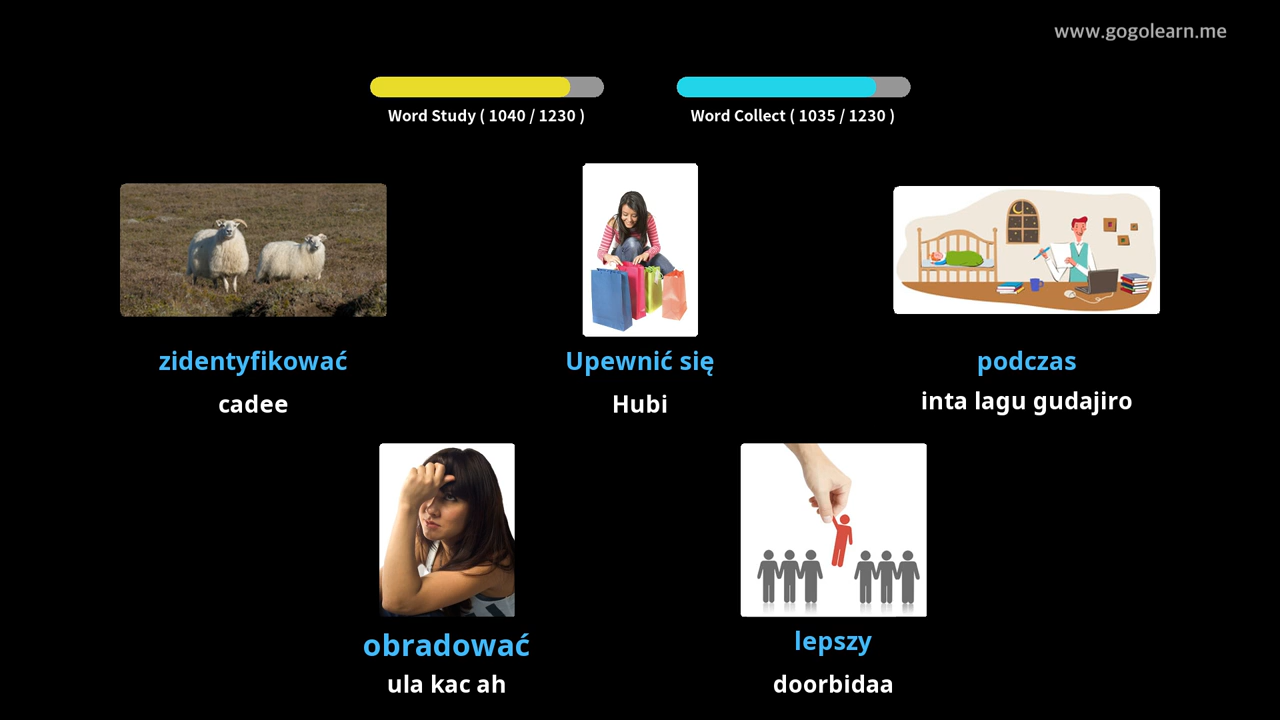 www.gogolearn.me
Word Study ( 1040 / 1230 )
Word Collect ( 1035 / 1230 )
zidentyfikować
cadee
Upewnić się
Hubi
podczas
inta lagu gudajiro
obradować
ula kac ah
lepszy
doorbidaa